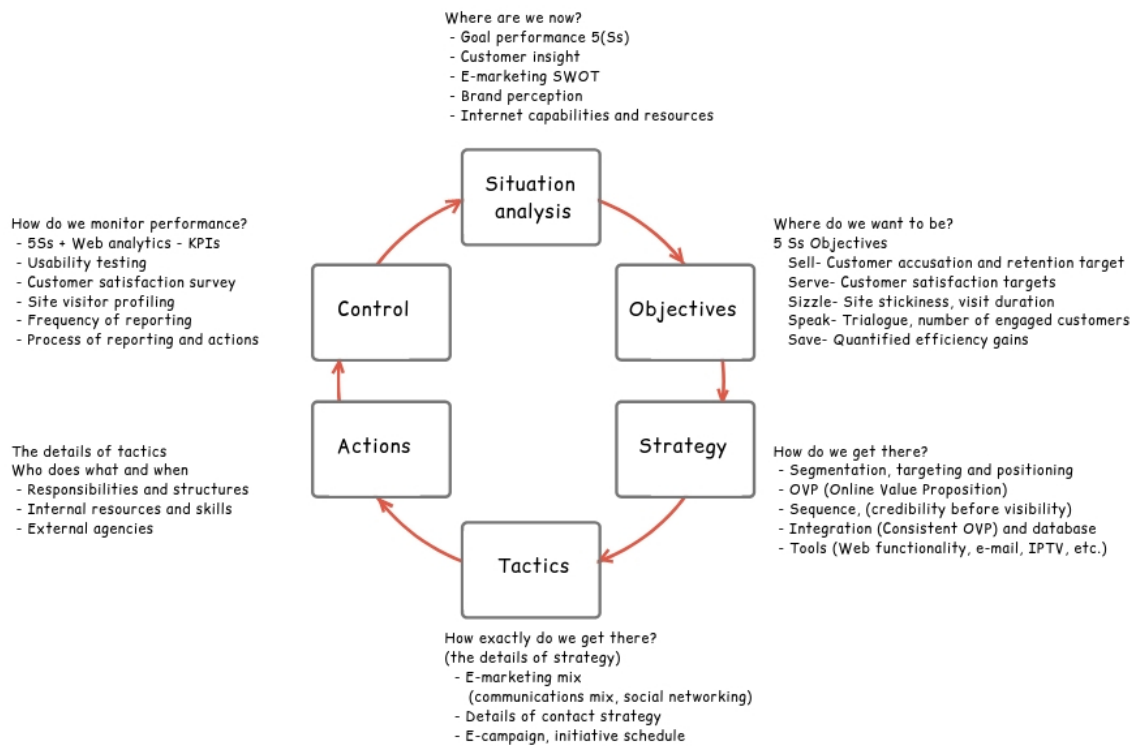 Where are we now?
- Goal performance 5(Ss)
- Customer insight
- E-marketing SWOT
- Brand perception
- Internet capabilities and resources
Situation
analysis
How do we monitor performance?
- 5Ss + Web analytics - KPIs
- Usability testing
- Customer satisfaction survey
- Site visitor profiling
- Frequency of reporting
- Process of reporting and actions
Control
Objectives
Where do we want to be?
5 Ss Objectives
Sell- Customer accusation and retention target
Serve- Customer satisfaction targets
Sizzle- Site stickiness, visit duration
Speak- Trialogue, number of engaged customers
Save- Quantified efficiency gains
The details of tactics
Who does what and when
- Responsibilities and structures
- Internal resources and skills
- External agencies
Actions
Strategy
How do we get there?
- Segmentation, targeting and positioning
- OVP (Online Value Proposition)
- Sequence, (credibility before visibility)
- Integration (Consistent OVP) and database
- Tools (Web functionality, e-mail, IPTV, etc.)
Tactics
How exactly do we get there?
(the details of strategy)
- E-marketing mix
(communications mix, social networking)
- Details of contact strategy
- E-campaign, initiative schedule